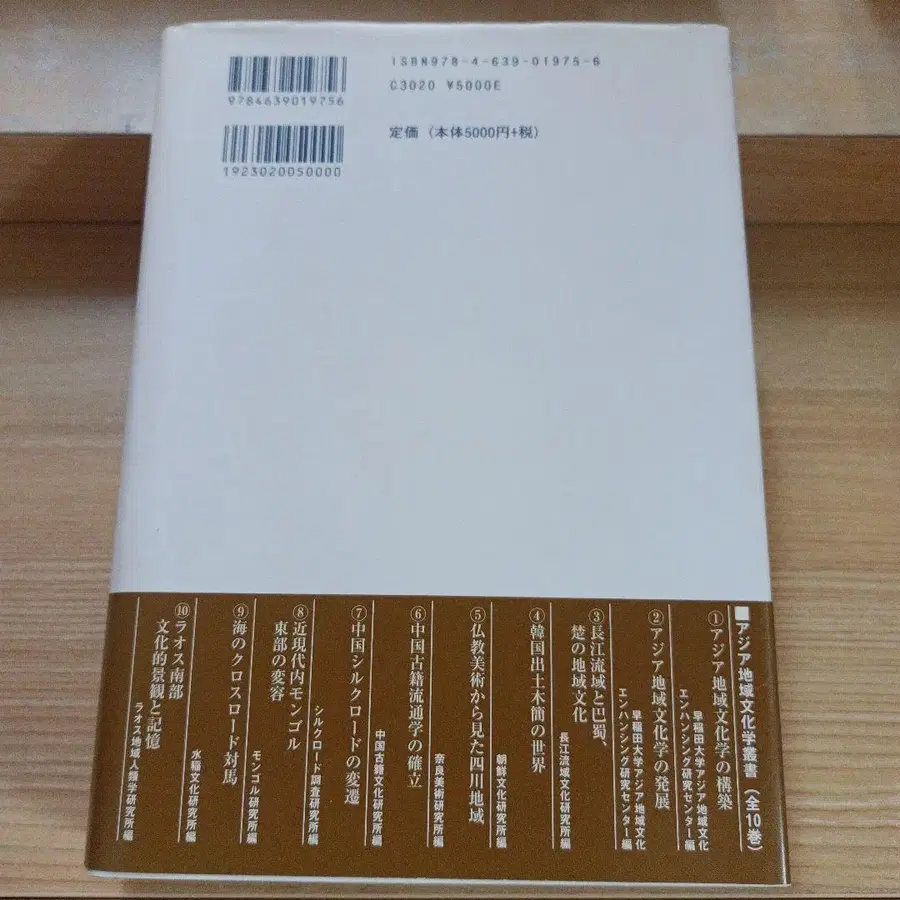 ISBN978-4-639-01975-6
C3020 ¥5000E
9784639019756
定価（本体5000円+税）
1923020050000
■アジア地域文化学叢書（全10巻）
①アジア地域文化学の構築
早稲田大学アジア地域文化
エンハンシング研究センター編
②アジア地域文化学の発展
早稲田大学アジア地域文化
エンハンシング研究センター編
③長江流域と巴蜀、
楚の地域文化
長江流域文化研究所編
④韓国出土木簡の世界
朝鮮文化研究所編
⑤仏教美術から見た四川地域
奈良美術研究所編
⑥中国古籍流通学の確立
中国古籍文化研究所編
⑦中国シルクロードの変遷
シルクロード調査研究所編
⑧近現代内モンゴル
東部の変容
モンゴル研究所編
⑨海のクロスロード対馬
水稲文化研究所編
⑩ラオス南部
文化的景観と記憶
ラオス地域人類学研究所編